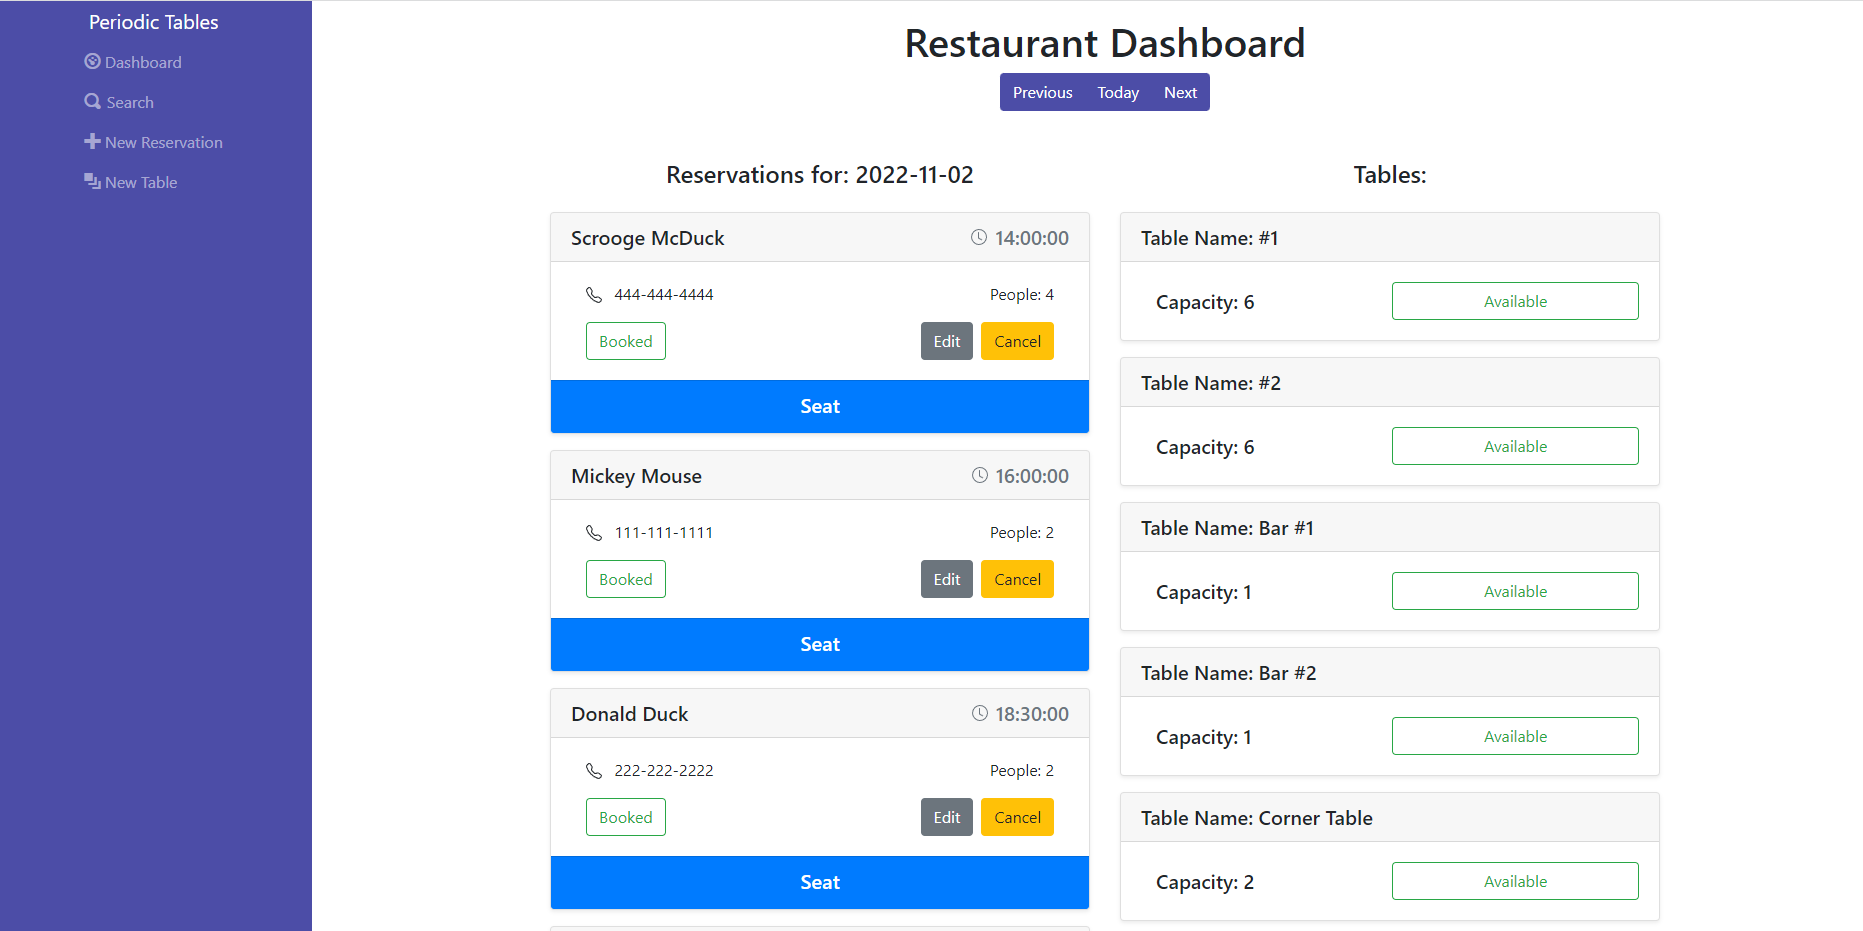 Periodic Tables
Dashboard
Search
New Reservation
New Table
Restaurant Dashboard
Previous Today Next
Reservations for: 2022-11-02
Scrooge McDuck 14:00:00
444-444-4444 People: 4
Booked Edit Cancel
Seat
Mickey Mouse 16:00:00
111-111-1111 People: 2
Booked Edit Cancel
Seat
Donald Duck 18:30:00
222-222-2222 People: 2
Booked Edit Cancel
Seat
Tables:
Table Name: #1
Capacity: 6 Available
Table Name: #2
Capacity: 6 Available
Table Name: Bar #1
Capacity: 1 Available
Table Name: Bar #2
Capacity: 1 Available
Table Name: Corner Table
Capacity: 2 Available